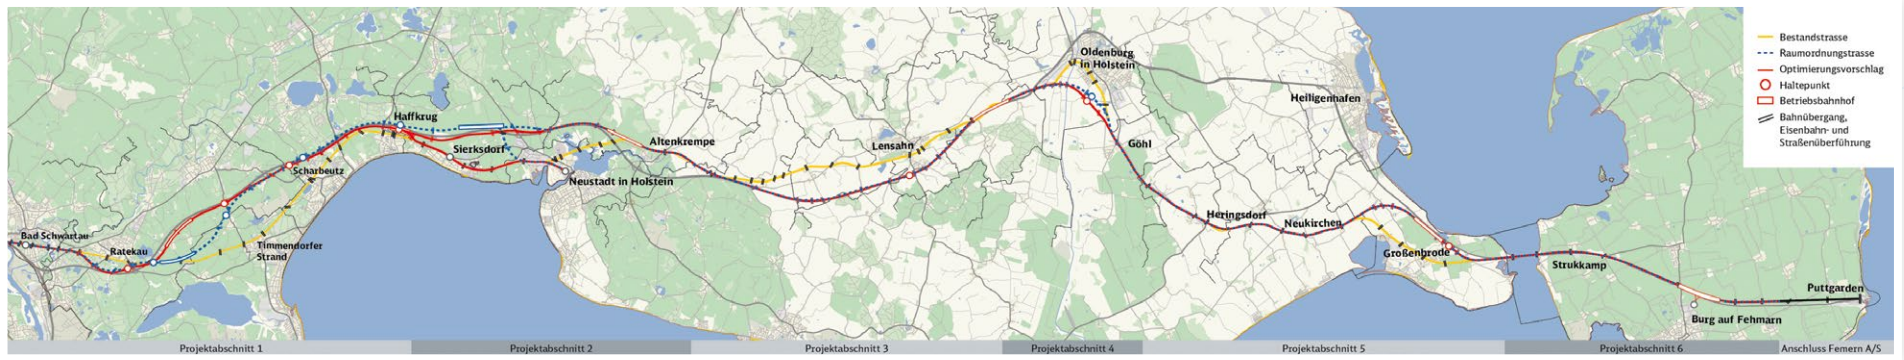 Bestandstrasse
Raumordnungstrasse
Optimierungsvorschlag
Haltepunkt
Betriebsbahnhof
Bahnübergang,
Eisenbahn- und
Straßenüberführung
Oldenburg
in Holstein
Heiligenhafen
Haffkrug
Sierksdorf
Altenkrempe
Lensahn
Göhl
Scharbeutz
Neustadt in Holstein
Heringsdorf
Neukirchen
Bad Schwartau
Ratekau
Timmendorfer
Strand
Großenbrode
Strukkamp
Puttgarden
Burg auf Fehmarn
Projektabschnitt 1
Projektabschnitt 2
Projektabschnitt 3
Projektabschnitt 4
Projektabschnitt 5
Projektabschnitt 6
Anschluss Femern A/S